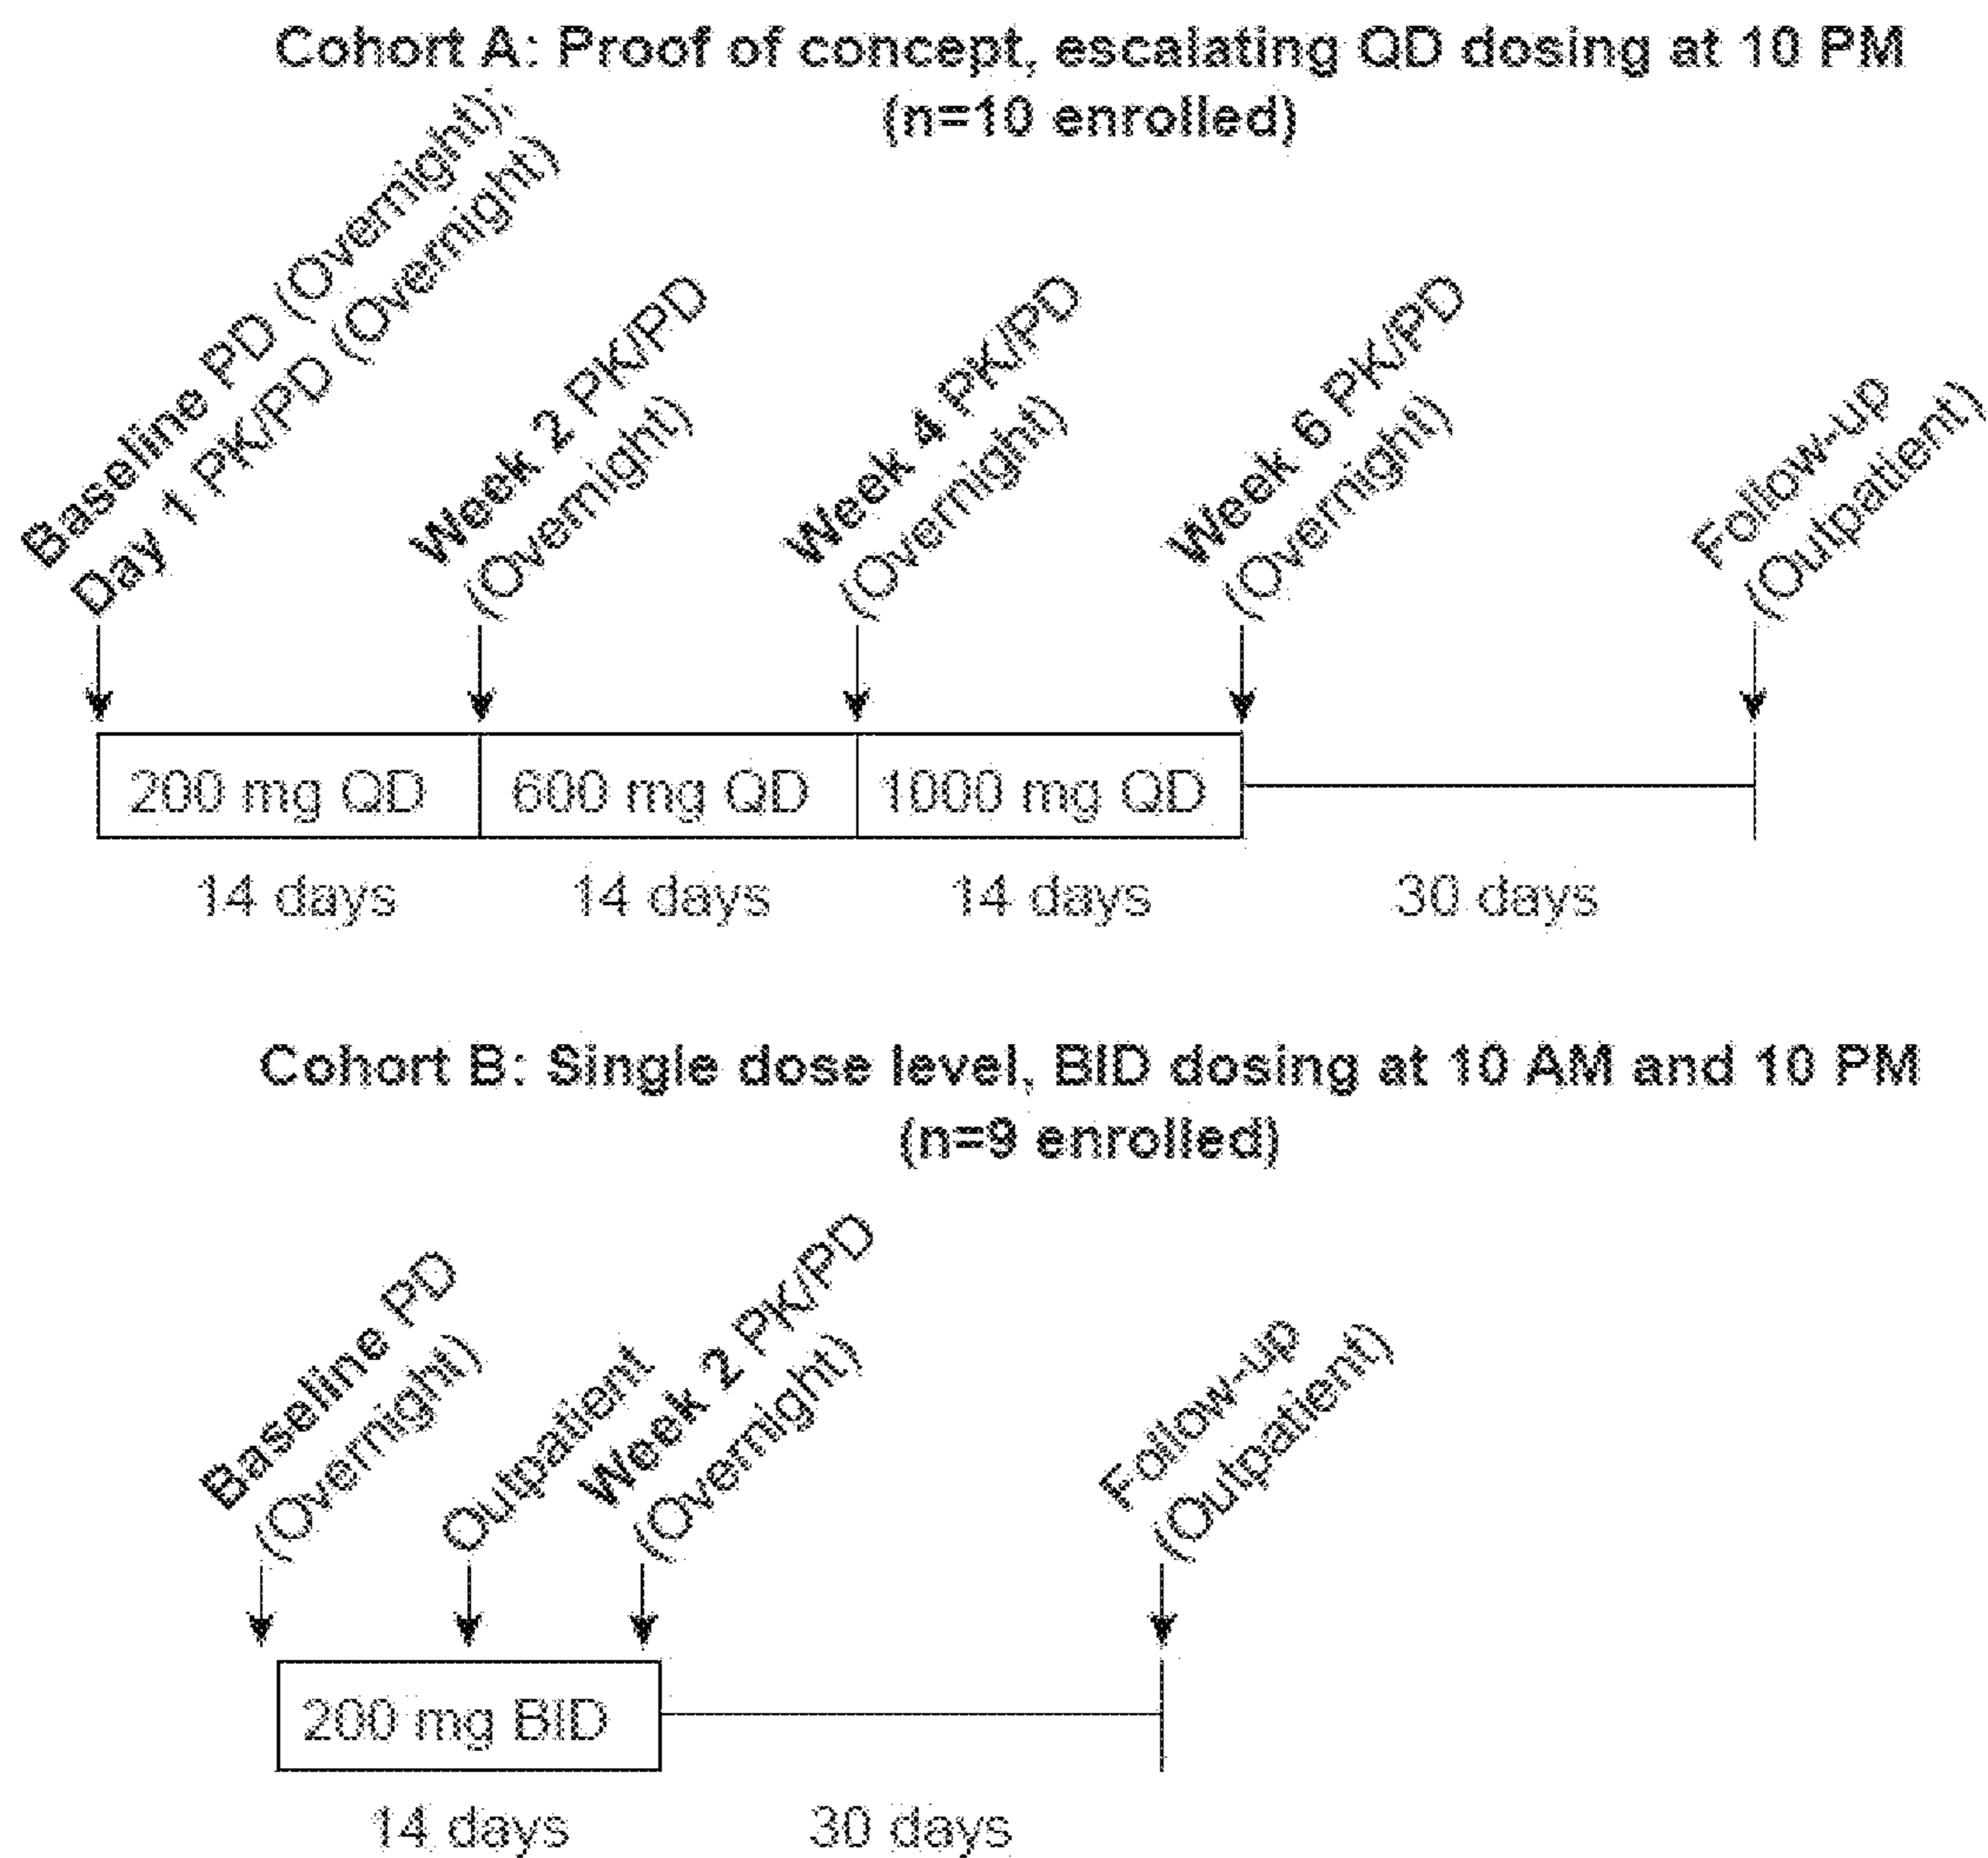 Cohort A: Proof of concept, escalating QD dosing at 10 PM
(n=10 enrolled)
Baseline PD (Overnight);
Day 1 PK/PD (Overnight)
Week 2 PK/PD
(Overnight)
Week 4 PK/PD
(Overnight)
Week 6 PK/PD
(Overnight)
Follow-up
(Outpatient)
200 mg QD
600 mg QD
1000 mg QD
14 days
14 days
14 days
30 days
Cohort B: Single dose level, BID dosing at 10 AM and 10 PM
(n=9 enrolled)
Baseline PD
(Overnight)
Outpatient
Week 2 PK/PD
(Overnight)
Follow-up
(Outpatient)
200 mg BID
14 days
30 days